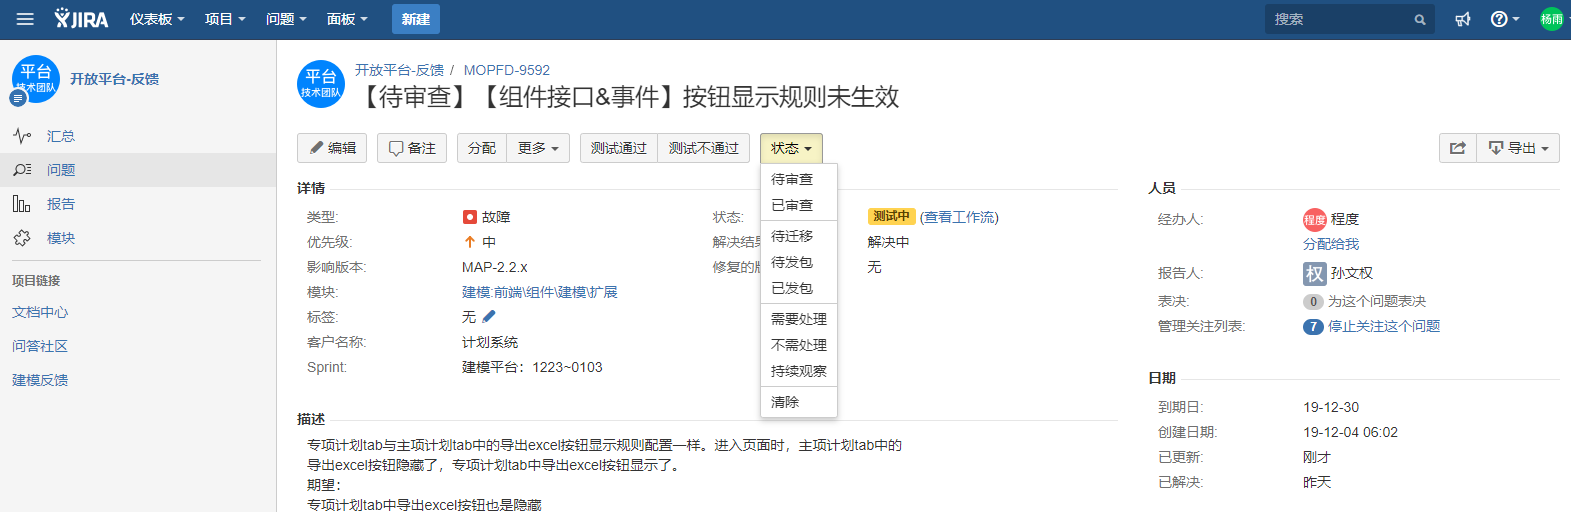 JIRA 仪表板 项目 问题 面板 新建 搜索 杨雨
平台
技术团队
开放平台-反馈
汇总
问题
报告
模块
项目链接
文档中心
问答社区
建模反馈
平台
技术团队
开放平台-反馈 / MOPFD-9592
【待审查】【组件接口&事件】按钮显示规则未生效
编辑 备注 分配 更多 测试通过 测试不通过 状态 导出
待审查
已审查
待迁移
待发包
已发包
需要处理
不需处理
持续观察
清除
详情
类型: 故障
优先级: 中
影响版本: MAP-2.2.x
模块: 建模:前端\组件\建模\扩展
标签: 无
客户名称: 计划系统
Sprint: 建模平台：1223~0103
状态: 测试中 (查看工作流)
解决结果 解决中
修复的 无
描述
专项计划tab与主项计划tab中的导出excel按钮显示规则配置一样。进入页面时，主项计划tab中的
导出excel按钮隐藏了，专项计划tab中导出excel按钮显示了。
期望：
专项计划tab中导出excel按钮也是隐藏
人员
经办人: 程度 程度
分配给我
报告人: 权 孙文权
表决: 0 为这个问题表决
管理关注列表: 7 停止关注这个问题
日期
到期日: 19-12-30
创建日期: 19-12-04 06:02
已更新: 刚才
已解决: 昨天